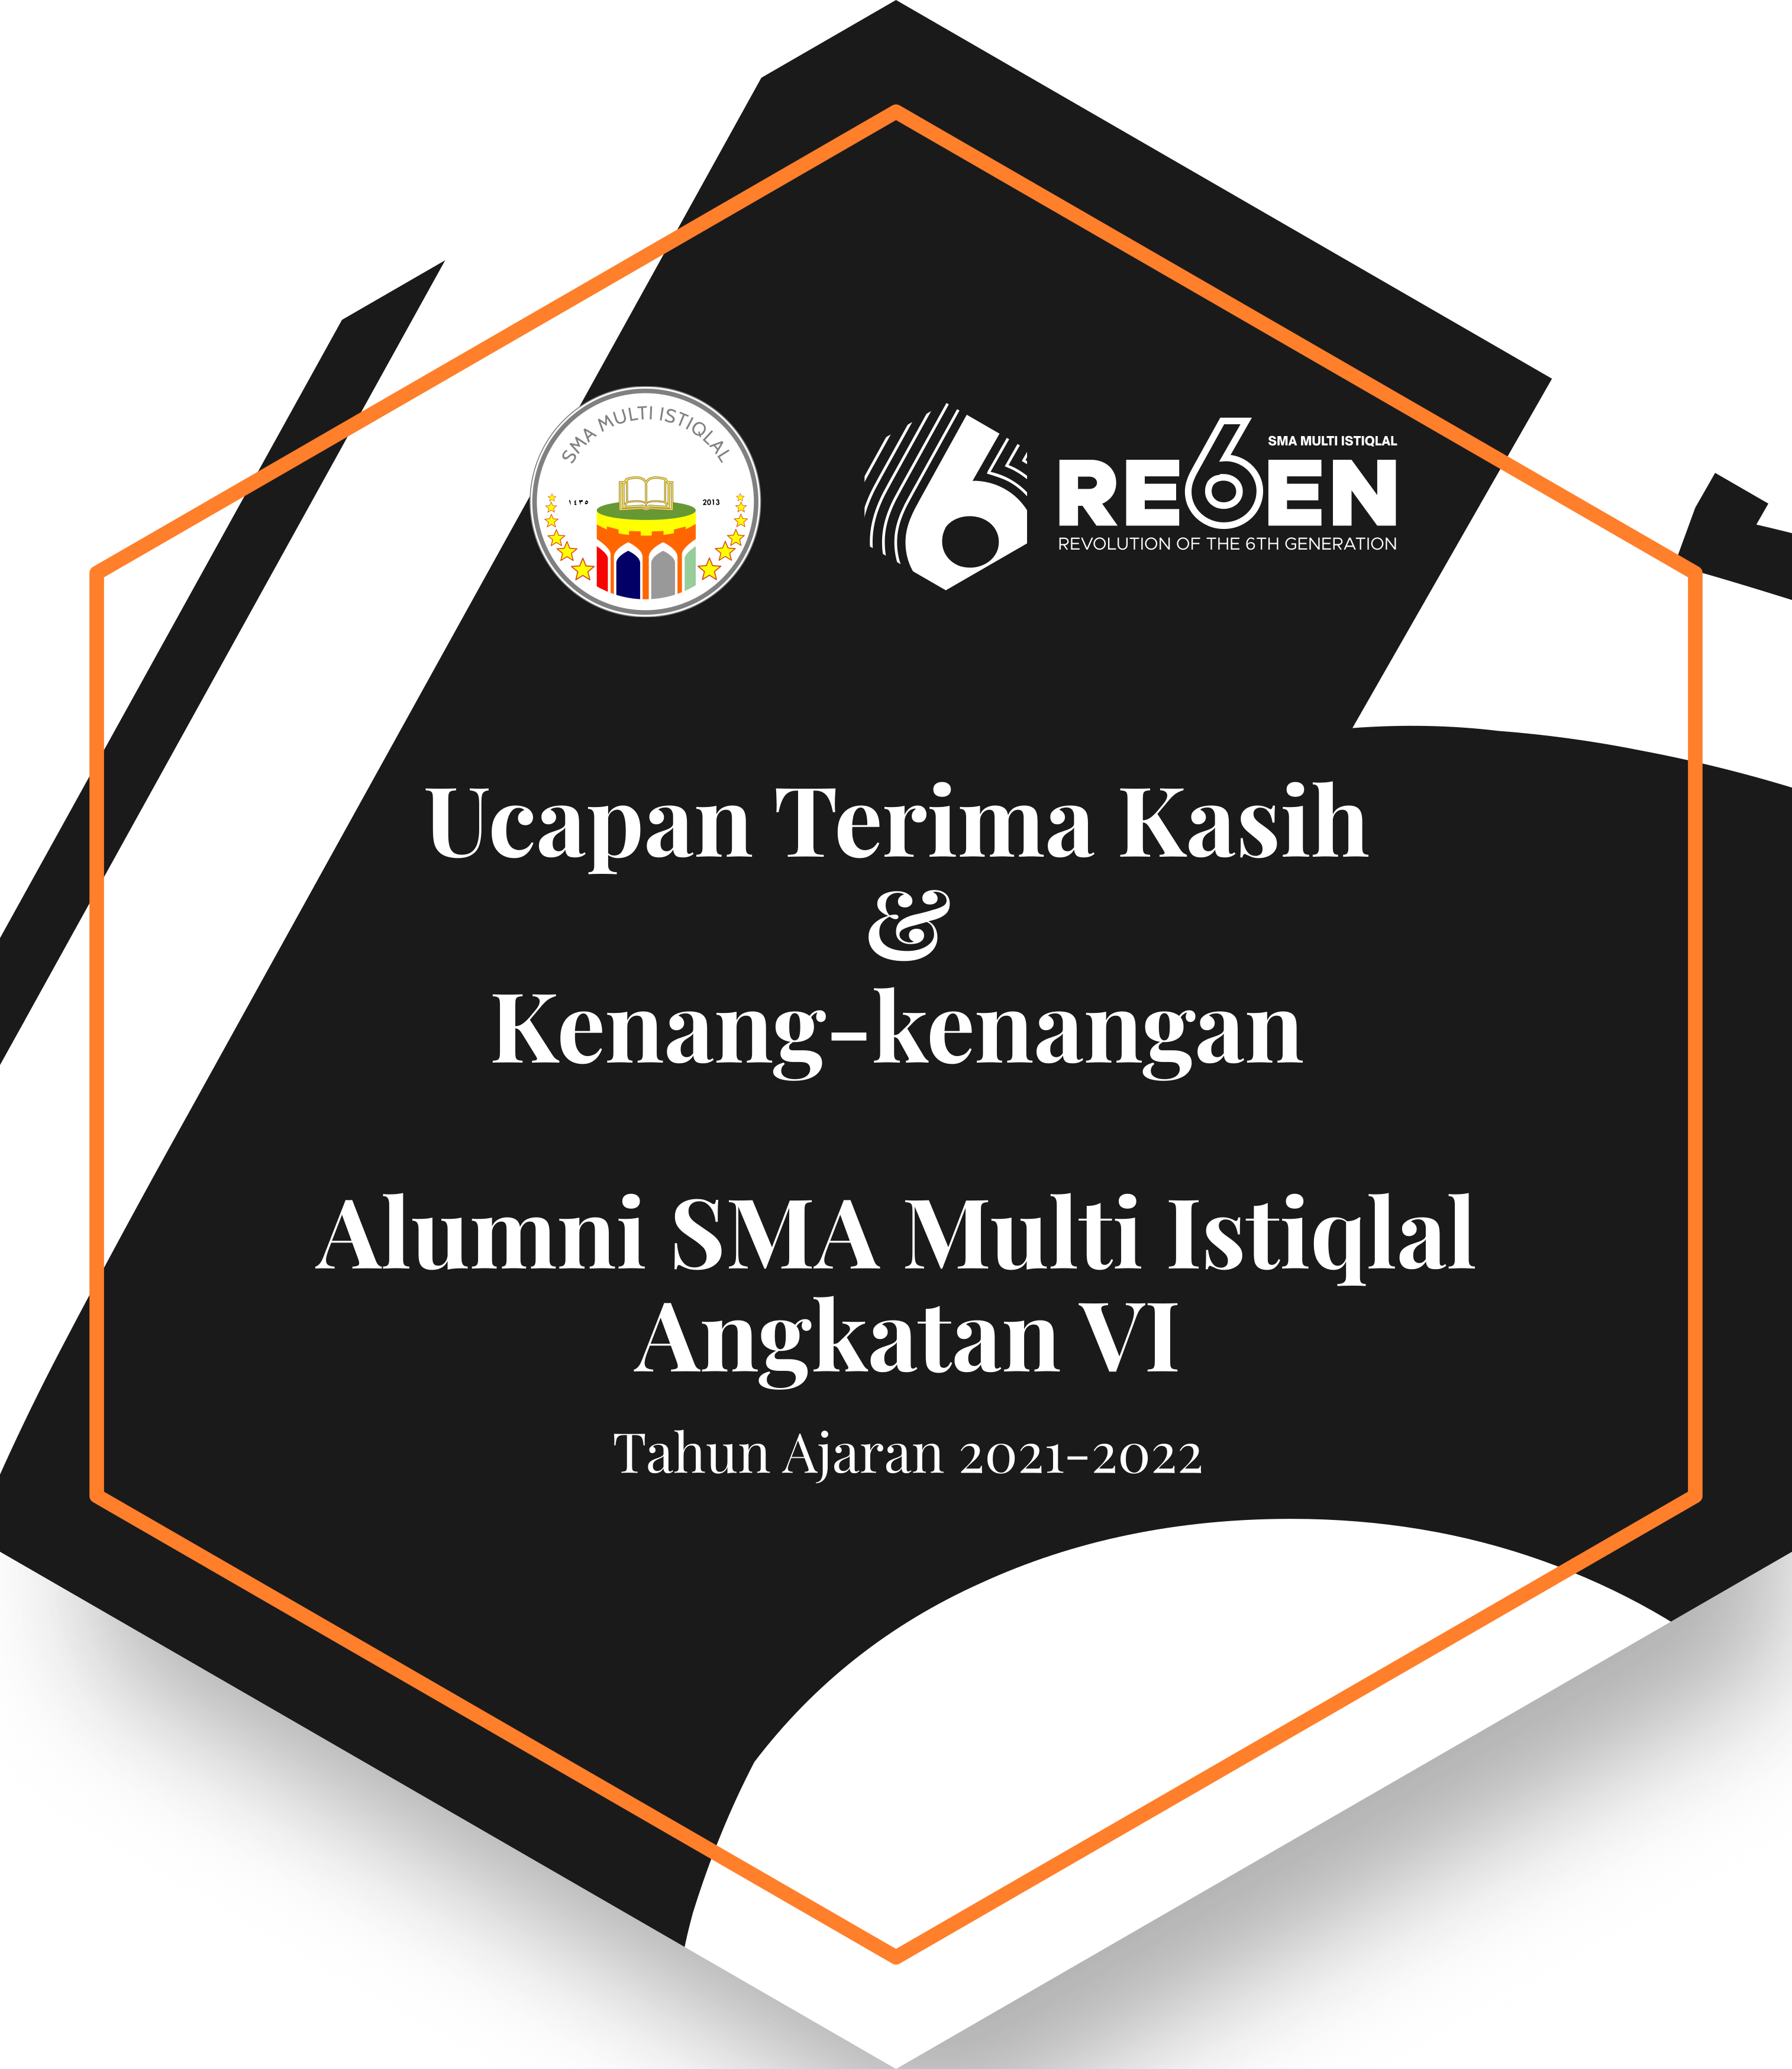 SMA MULTI ISTIQLAL
١٤٣٥
2013
6
SMA MULTI ISTIQLAL
RE6EN
REVOLUTION OF THE 6TH GENERATION
Ucapan Terima Kasih
&
Kenang-kenangan
Alumni SMA Multi Istiqlal
Angkatan VI
Tahun Ajaran 2021-2022